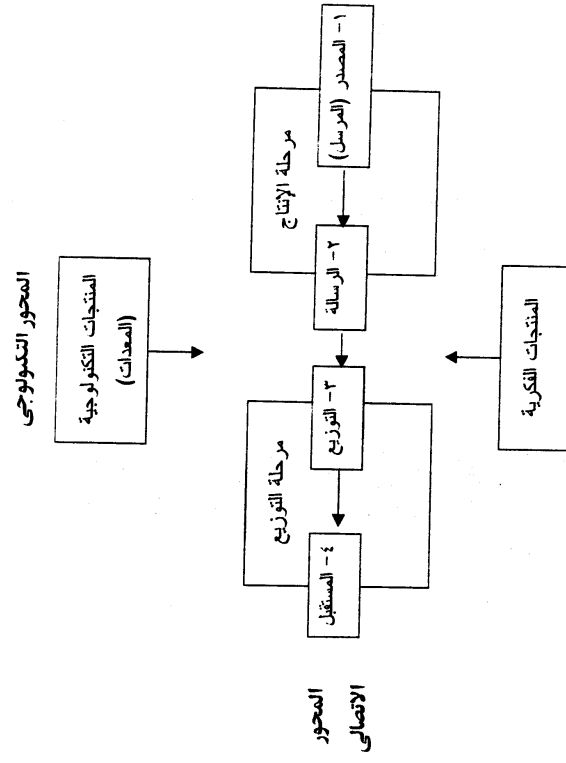 المحور التكنولوجى
المنتجات التكنولوجية
(المعدات)
مرحلة الإنتاج
١ - المصدر (المرسل)
٢ - الرسالة
مرحلة التوزيع
٣ - التوزيع
٤ - المستقبل
المحور
الاتصالى
المنتجات الفكرية